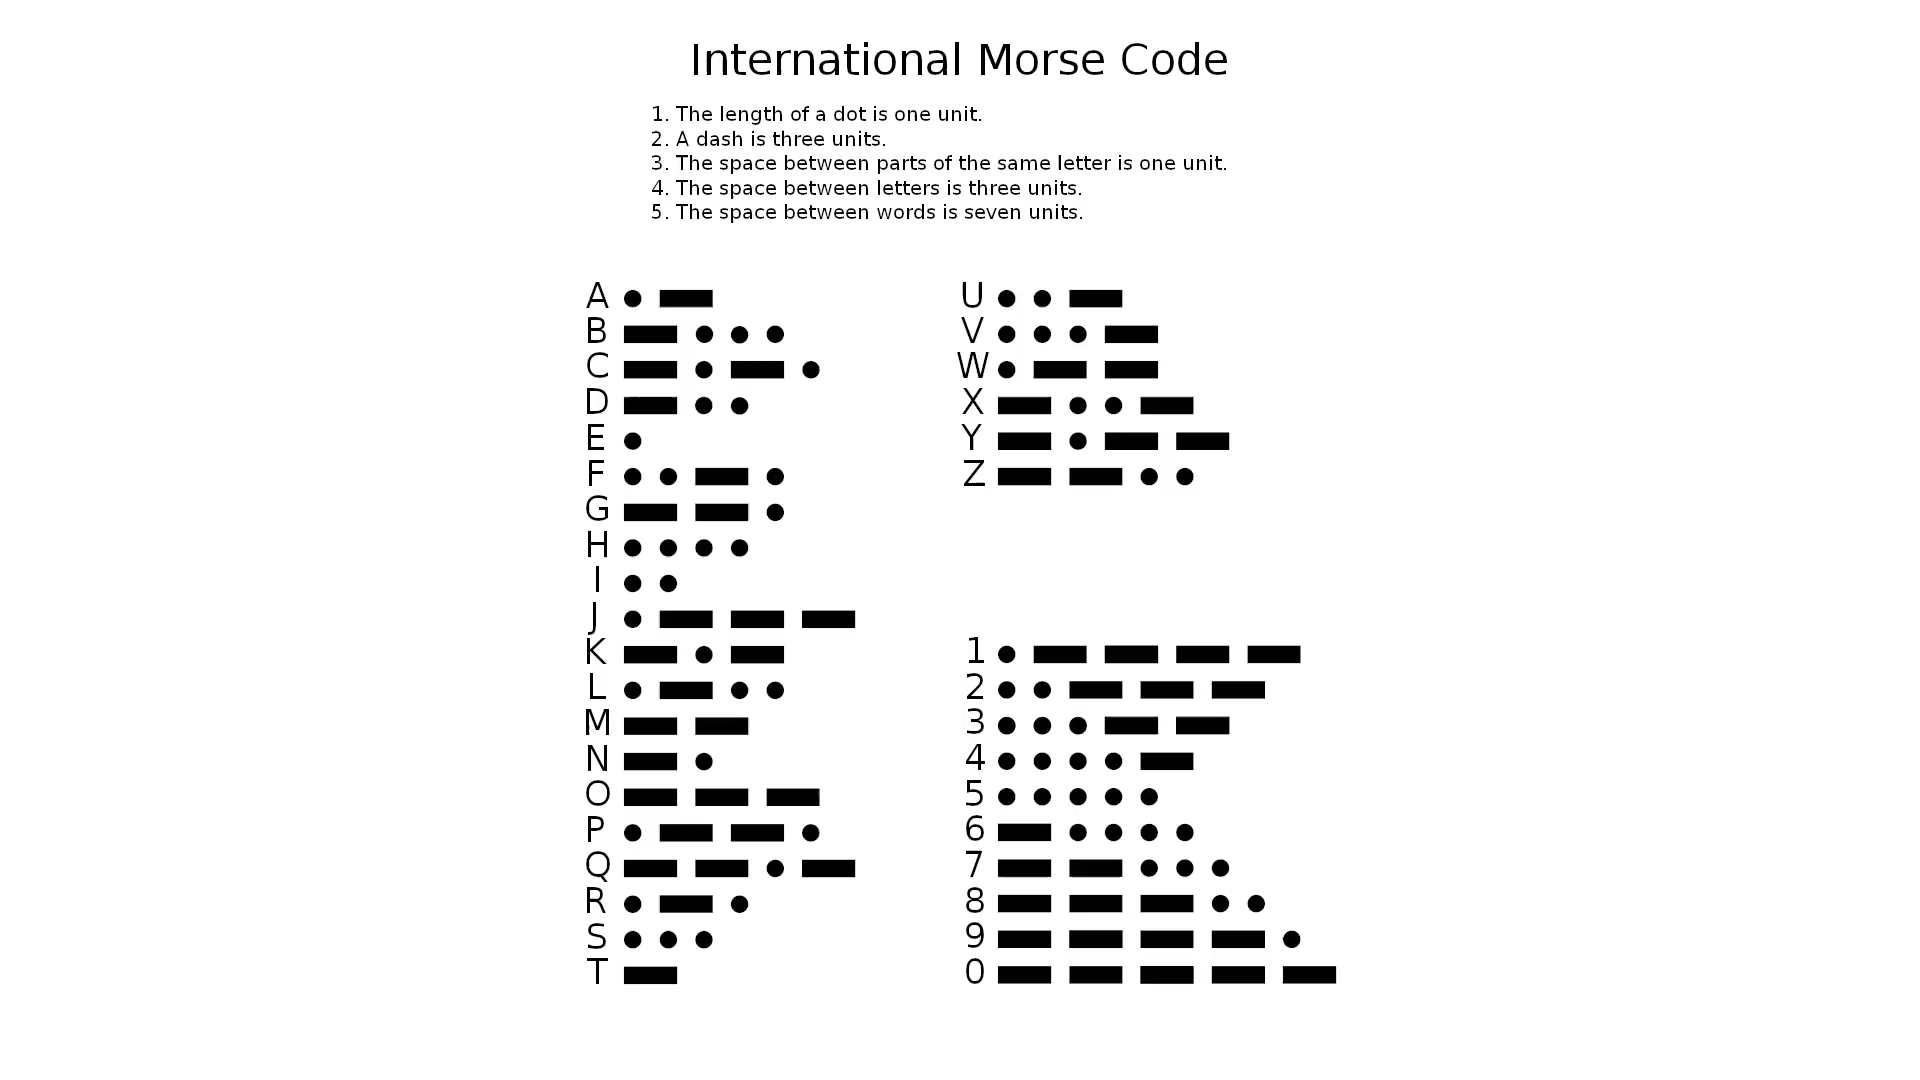 International Morse Code
1. The length of a dot is one unit.
2. A dash is three units.
3. The space between parts of the same letter is one unit.
4. The space between letters is three units.
5. The space between words is seven units.
A
B
C
D
E
F
G
H
I
J
K
L
M
N
O
P
Q
R
S
T
U
V
W
X
Y
Z
1
2
3
4
5
6
7
8
9
0